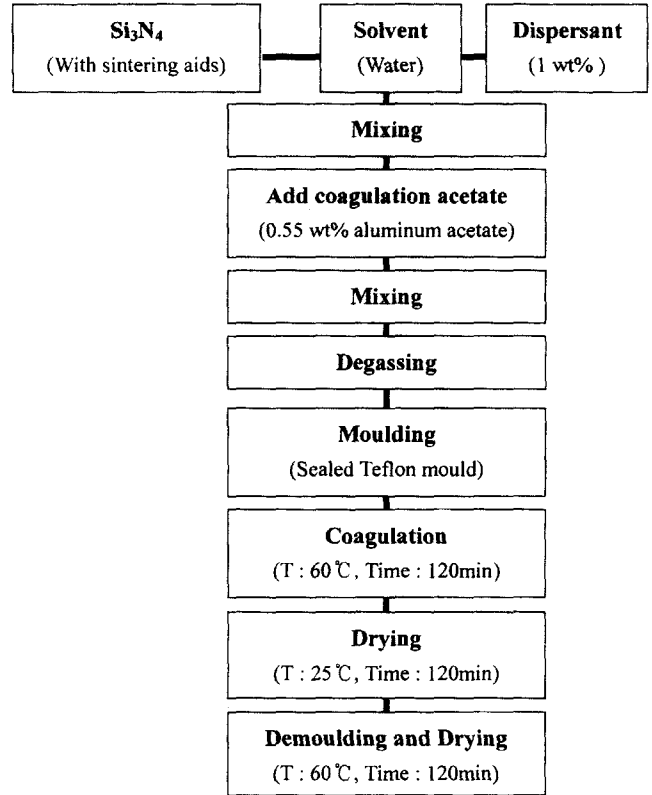 Si₃N₄
(With sintering aids)
Solvent
(Water)
Dispersant
(1 wt% )
Mixing
Add coagulation acetate
(0.55 wt% aluminum acetate)
Mixing
Degassing
Moulding
(Sealed Teflon mould)
Coagulation
(T : 60℃, Time : 120min)
Drying
(T : 25℃, Time : 120min)
Demoulding and Drying
(T : 60℃, Time : 120min)